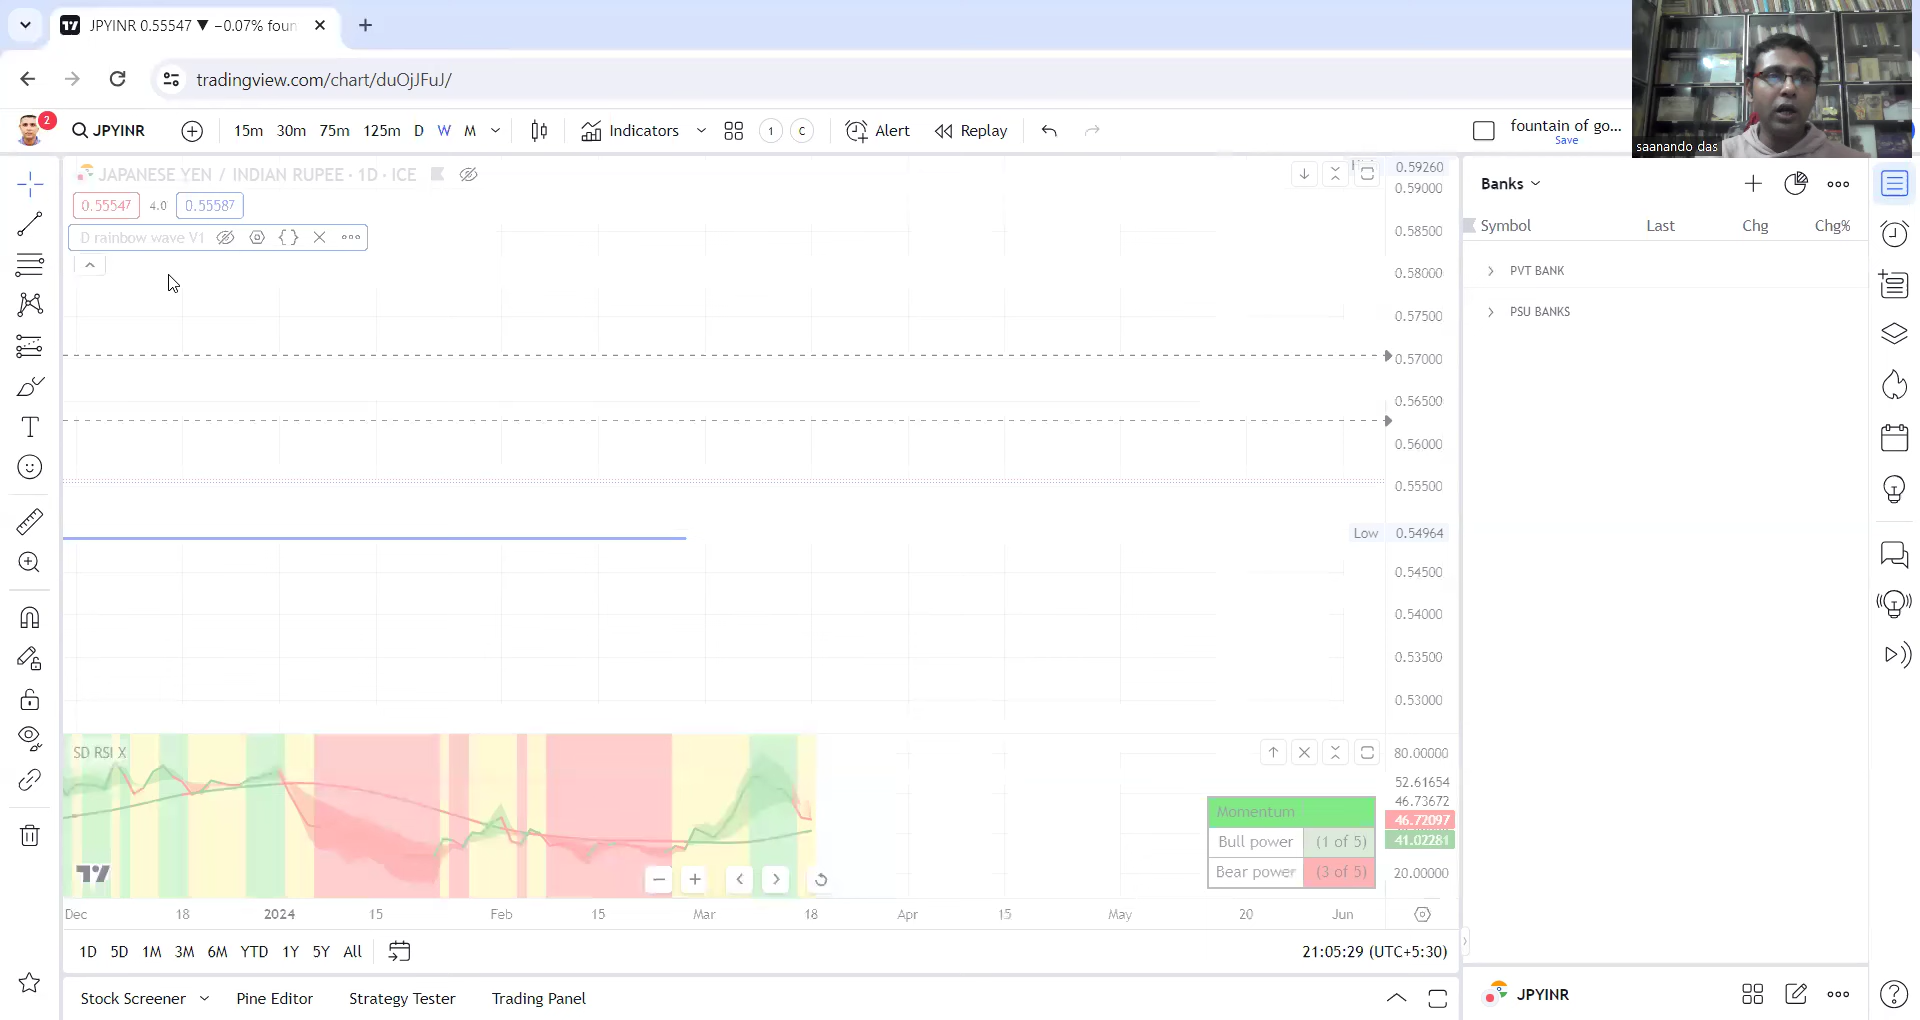 JPYINR 0.55547 ▼ −0.07% foun
tradingview.com/chart/duOjJFuJ/
saanando das
2
JPYINR
15m 30m 75m 125m D W M
Indicators
1
C
Alert
Replay
fountain of go...
Save
JAPANESE YEN / INDIAN RUPEE · 1D · ICE
0.55547 4.0 0.55587
D rainbow wave V1
0.59260
0.59000
0.58500
0.58000
0.57500
0.57000
0.56500
0.56000
0.55500
Low 0.54964
0.54500
0.54000
0.53500
0.53000
Banks
Symbol Last Chg Chg%
PVT BANK
PSU BANKS
SD RSI X
80.00000
52.61654
46.73672
46.72097
41.02281
20.00000
Momentum
Bull power (1 of 5)
Bear power (3 of 5)
Dec 18 2024 15 Feb 15 Mar 18 Apr 15 May 20 Jun
1D 5D 1M 3M 6M YTD 1Y 5Y All
21:05:29 (UTC+5:30)
Stock Screener Pine Editor Strategy Tester Trading Panel
JPYINR